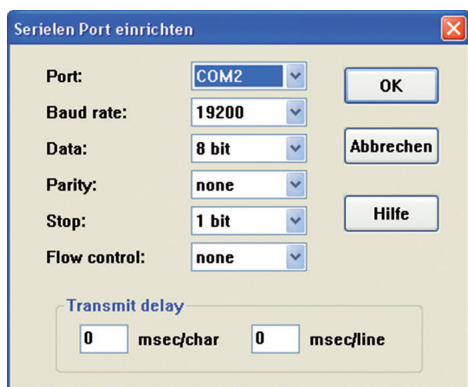 Seriellen Port einrichten
Port: COM2
OK
Baud rate: 19200
Data: 8 bit
Abbrechen
Parity: none
Stop: 1 bit
Hilfe
Flow control: none
Transmit delay
0 msec/char 0 msec/line